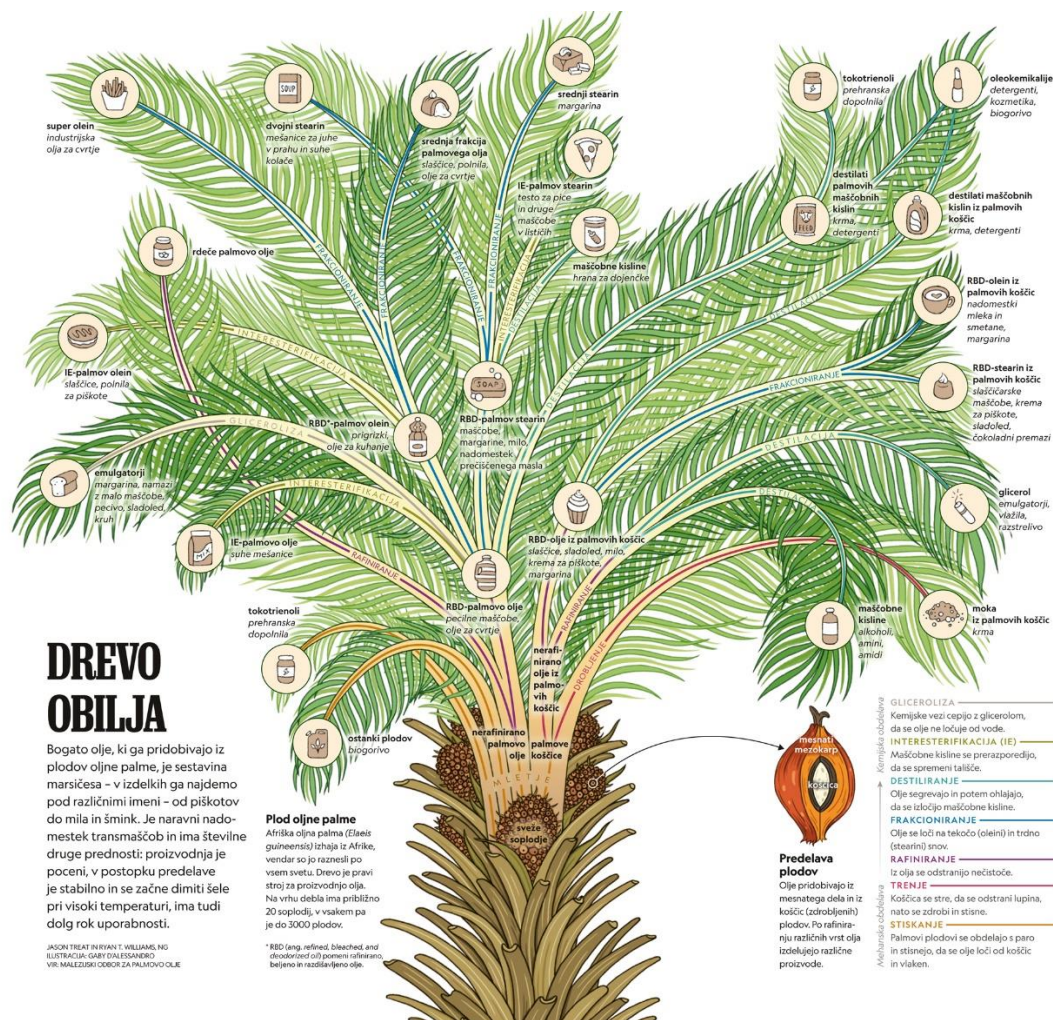 super olein
industrijska
olja za cvrtje
SOUP
dvojni stearin
mešanice za juhe
v prahu in suhe
kolače
srednja frakcija
palmovega olja
slaščice, polnila,
olje za cvrtje
srednji stearin
margarina
IE-palmov stearin
testo za pice
in druge
maščobe
v lističih
maščobne kisline
hrana za dojenčke
tokotrienoli
prehranska
dopolnila
oleokemikalije
detergenti,
kozmetika,
biogorivo
destilati
palmovih
maščobnih
kislin
krma,
detergenti
FEED
destilati maščobnih
kislin iz palmovih
koščic
krma, detergenti
rdeče palmovo olje
RBD-olein iz
palmovih koščic
nadomestki
mleka in
smetane,
margarina
RBD-stearin iz
palmovih koščic
slaščičarske
maščobe, krema
za piškote,
sladoled,
čokoladni premazi
IE-palmov olein
slaščice, polnila
za piškote
FRAKCIONIRANJE
FRAKCIONIRANJE
FRAKCIONIRANJE
FRAKCIONIRANJE
INTERESTERIFIKACIJA
DESTILACIJA
DESTILACIJA
DESTILACIJA
INTERESTERIFIKACIJA
SOAP
FRAKCIONIRANJE
RBD*-palmov olein
prigrizki,
olje za kuhanje
RBD-palmov stearin
maščobe,
margarine, milo,
nadomestek
prečiščenega masla
GLICEROLIZA
DESTILACIJA
emulgatorji
margarina, namazi
z malo maščobe,
pecivo, sladoled,
kruh
INTERESTERIFIKACIJA
DESTILACIJA
glicerol
emulgatorji,
vlažila,
razstrelivo
MIX
IE-palmovo olje
suhe mešanice
RAFINIRANJE
RBD-olje iz palmovih koščic
slaščice, sladoled, milo,
krema za piškote,
margarina
RBD-palmovo olje
pecilne maščobe,
olje za cvrtje
RAFINIRANJE
DROBLJENJE
maščobne
kisline
alkoholi,
amini,
amidi
moka
iz palmovih koščic
krma
tokotrienoli
prehranska
dopolnila
nerafi-
nirano
olje iz
palmo-
vih
koščic
ostanki plodov
biogorivo
nerafinirano
palmovo
olje
palmove
koščice
MLETJE
sveže
soplodje
DREVO
OBILJA
Bogato olje, ki ga pridobivajo iz
plodov oljne palme, je sestavina
marsičesa – v izdelkih ga najdemo
pod različnimi imeni – od piškotov
do mila in šmink. Je naravni nado-
mestek transmaščob in ima številne
druge prednosti: proizvodnja je
poceni, v postopku predelave
je stabilno in se začne dimiti šele
pri visoki temperaturi, ima tudi
dolg rok uporabnosti.
JASON TREAT IN RYAN T. WILLIAMS, NG
ILUSTRACIJA: GABY D'ALESSANDRO
VIR: MALEZIJSKI ODBOR ZA PALMOVO OLJE
Plod oljne palme
Afriška oljna palma (Elaeis
guineensis) izhaja iz Afrike,
vendar so jo raznesli po
vsem svetu. Drevo je pravi
stroj za proizvodnjo olja.
Na vrhu debla ima približno
20 soplodij, v vsakem pa
je do 3000 plodov.
* RBD (ang. refined, bleached, and
deodorized oil) pomeni rafinirano,
beljeno in razdišavljeno olje.
mesnati
mezokarp
koščica
Predelava
plodov
Olje pridobivajo iz
mesnatega dela in iz
koščic (zdrobljenih)
plodov. Po rafinira-
nju različnih vrst olja
izdelujejo različne
proizvode.
Kemijska obdelava
Mehanska obdelava
GLICEROLIZA
Kemijske vezi cepijo z glicerolom,
da se olje ne ločuje od vode.
INTERESTERIFIKACIJA (IE)
Maščobne kisline se prerazporedijo,
da se spremeni tališče.
DESTILIRANJE
Olje segrevajo in potem ohlajajo,
da se izločijo maščobne kisline.
FRAKCIONIRANJE
Olje se loči na tekočo (oleini) in trdno
(stearini) snov.
RAFINIRANJE
Iz olja se odstranijo nečistoče.
TRENJE
Koščica se stre, da se odstrani lupina,
nato se zdrobi in stisne.
STISKANJE
Palmovi plodovi se obdelajo s paro
in stisnejo, da se olje loči od koščic
in vlaken.